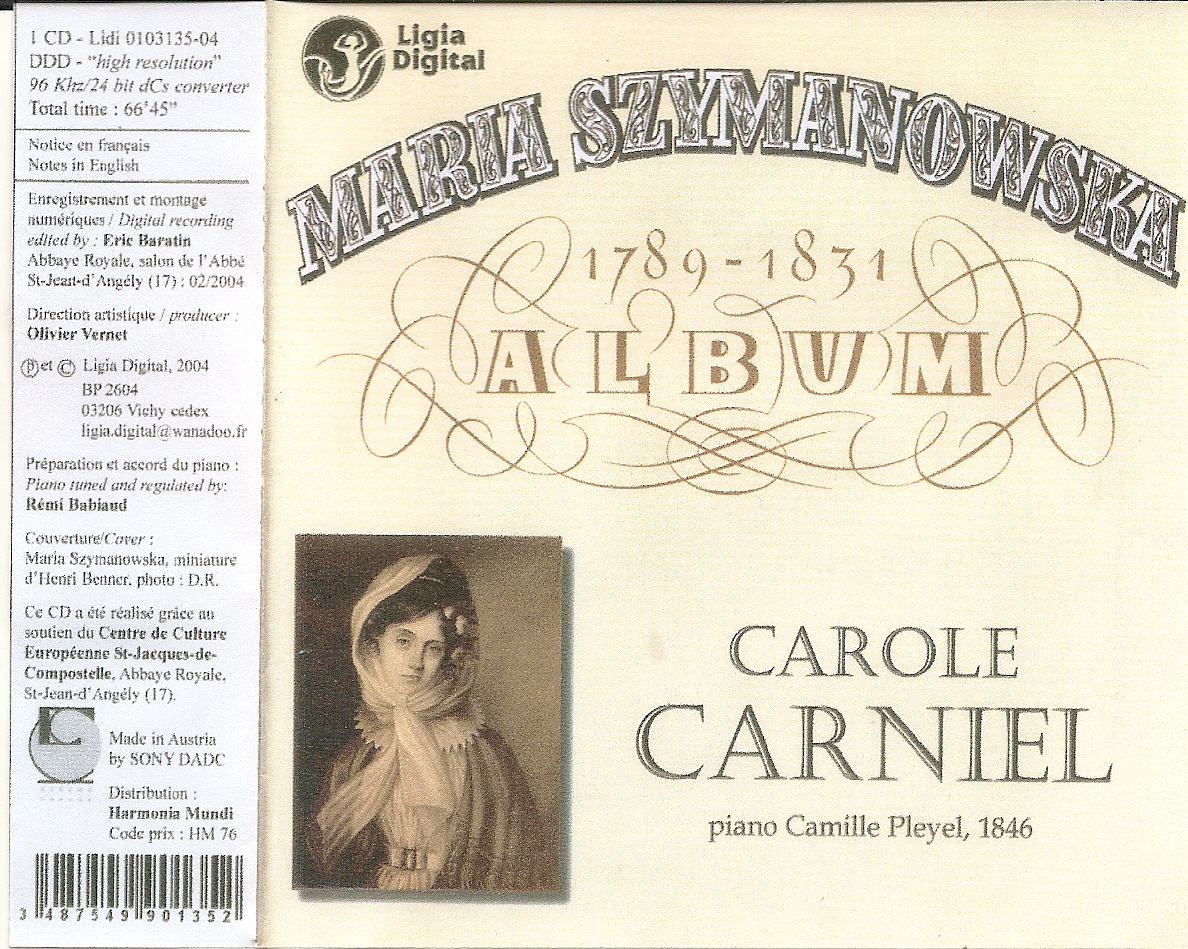 1 CD - Lidi 0103135-04
DDD - “high resolution”
96 Khz/24 bit dCs converter
Total time : 66'45”
Notice en français
Notes in English
Enregistrement et montage
numériques / Digital recording
edited by : Eric Baratin
Abbaye Royale, salon de l'Abbé
St-Jean-d'Angély (17) : 02/2004
Direction artistique / producer :
Olivier Vernet
Ⓟ et © Ligia Digital, 2004
BP 2604
03206 Vichy cedex
ligia.digital@wanadoo.fr
Préparation et accord du piano :
Piano tuned and regulated by:
Rémi Babiaud
Couverture/Cover :
Maria Szymanowska, miniature
d'Henri Benner, photo : D.R.
Ce CD a été réalisé grâce au
soutien du Centre de Culture
Européenne St-Jacques-de-
Compostelle, Abbaye Royale,
St-Jean-d'Angély (17).
Made in Austria
by SONY DADC
Distribution :
Harmonia Mundi
Code prix : HM 76
3 487549 901352
Ligia
Digital
MARIA SZYMANOWSKA
1789-1831
ALBUM
CAROLE
CARNIEL
piano Camille Pleyel, 1846